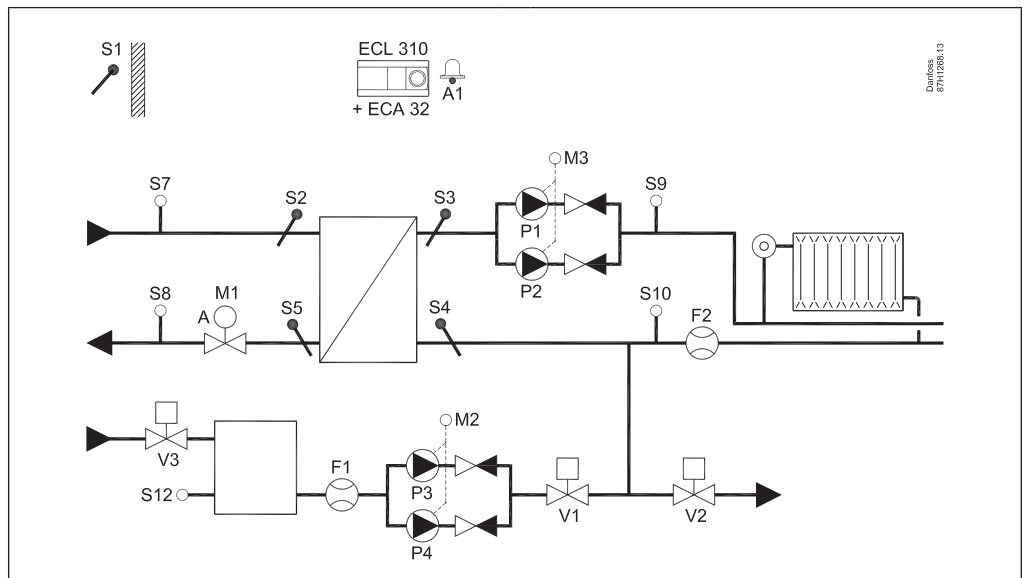 S1
ECL 310
A1
+ ECA 32
Danfoss
87H1268.13
M3
S7
S2
S3
S9
P1
P2
S8
M1
A
S5
S4
S10
F2
M2
V3
F1
P3
S12
V1
V2
P4